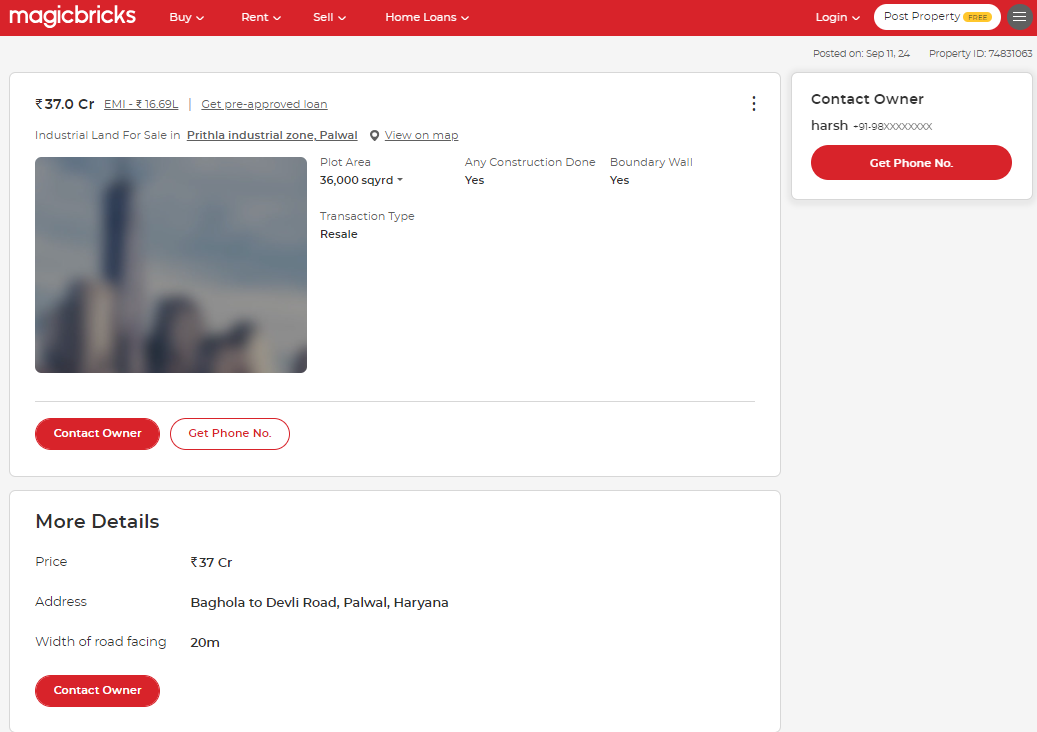 magicbricks Buy Rent Sell Home Loans Login Post Property FREE
Posted on: Sep 11, 24 Property ID: 74831063
₹37.0 Cr EMI - ₹ 16.69L | Get pre-approved loan
Industrial Land For Sale in Prithla industrial zone, Palwal View on map
Plot Area Any Construction Done Boundary Wall
36,000 sqyrd Yes Yes
Transaction Type
Resale
Contact Owner Get Phone No.
Contact Owner
harsh +91-98XXXXXXXX
Get Phone No.
More Details
Price ₹37 Cr
Address Baghola to Devli Road, Palwal, Haryana
Width of road facing 20m
Contact Owner